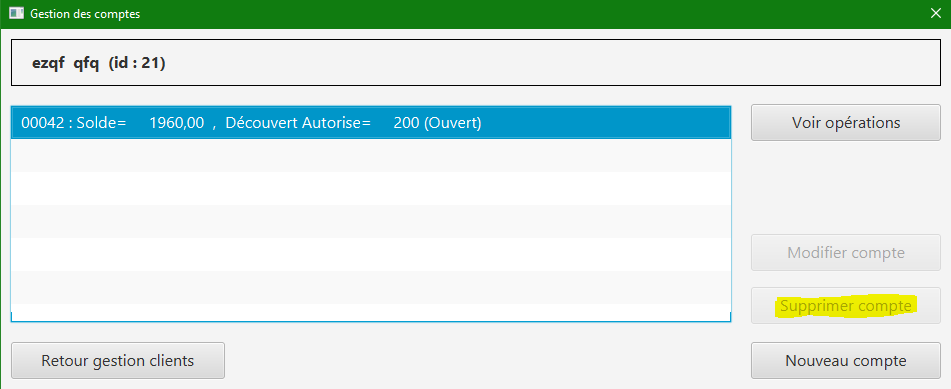 Gestion des comptes
ezqf qfq (id : 21)
00042 : Solde= 1960,00 , Découvert Autorise= 200 (Ouvert)
Voir opérations
Modifier compte
Supprimer compte
Retour gestion clients
Nouveau compte